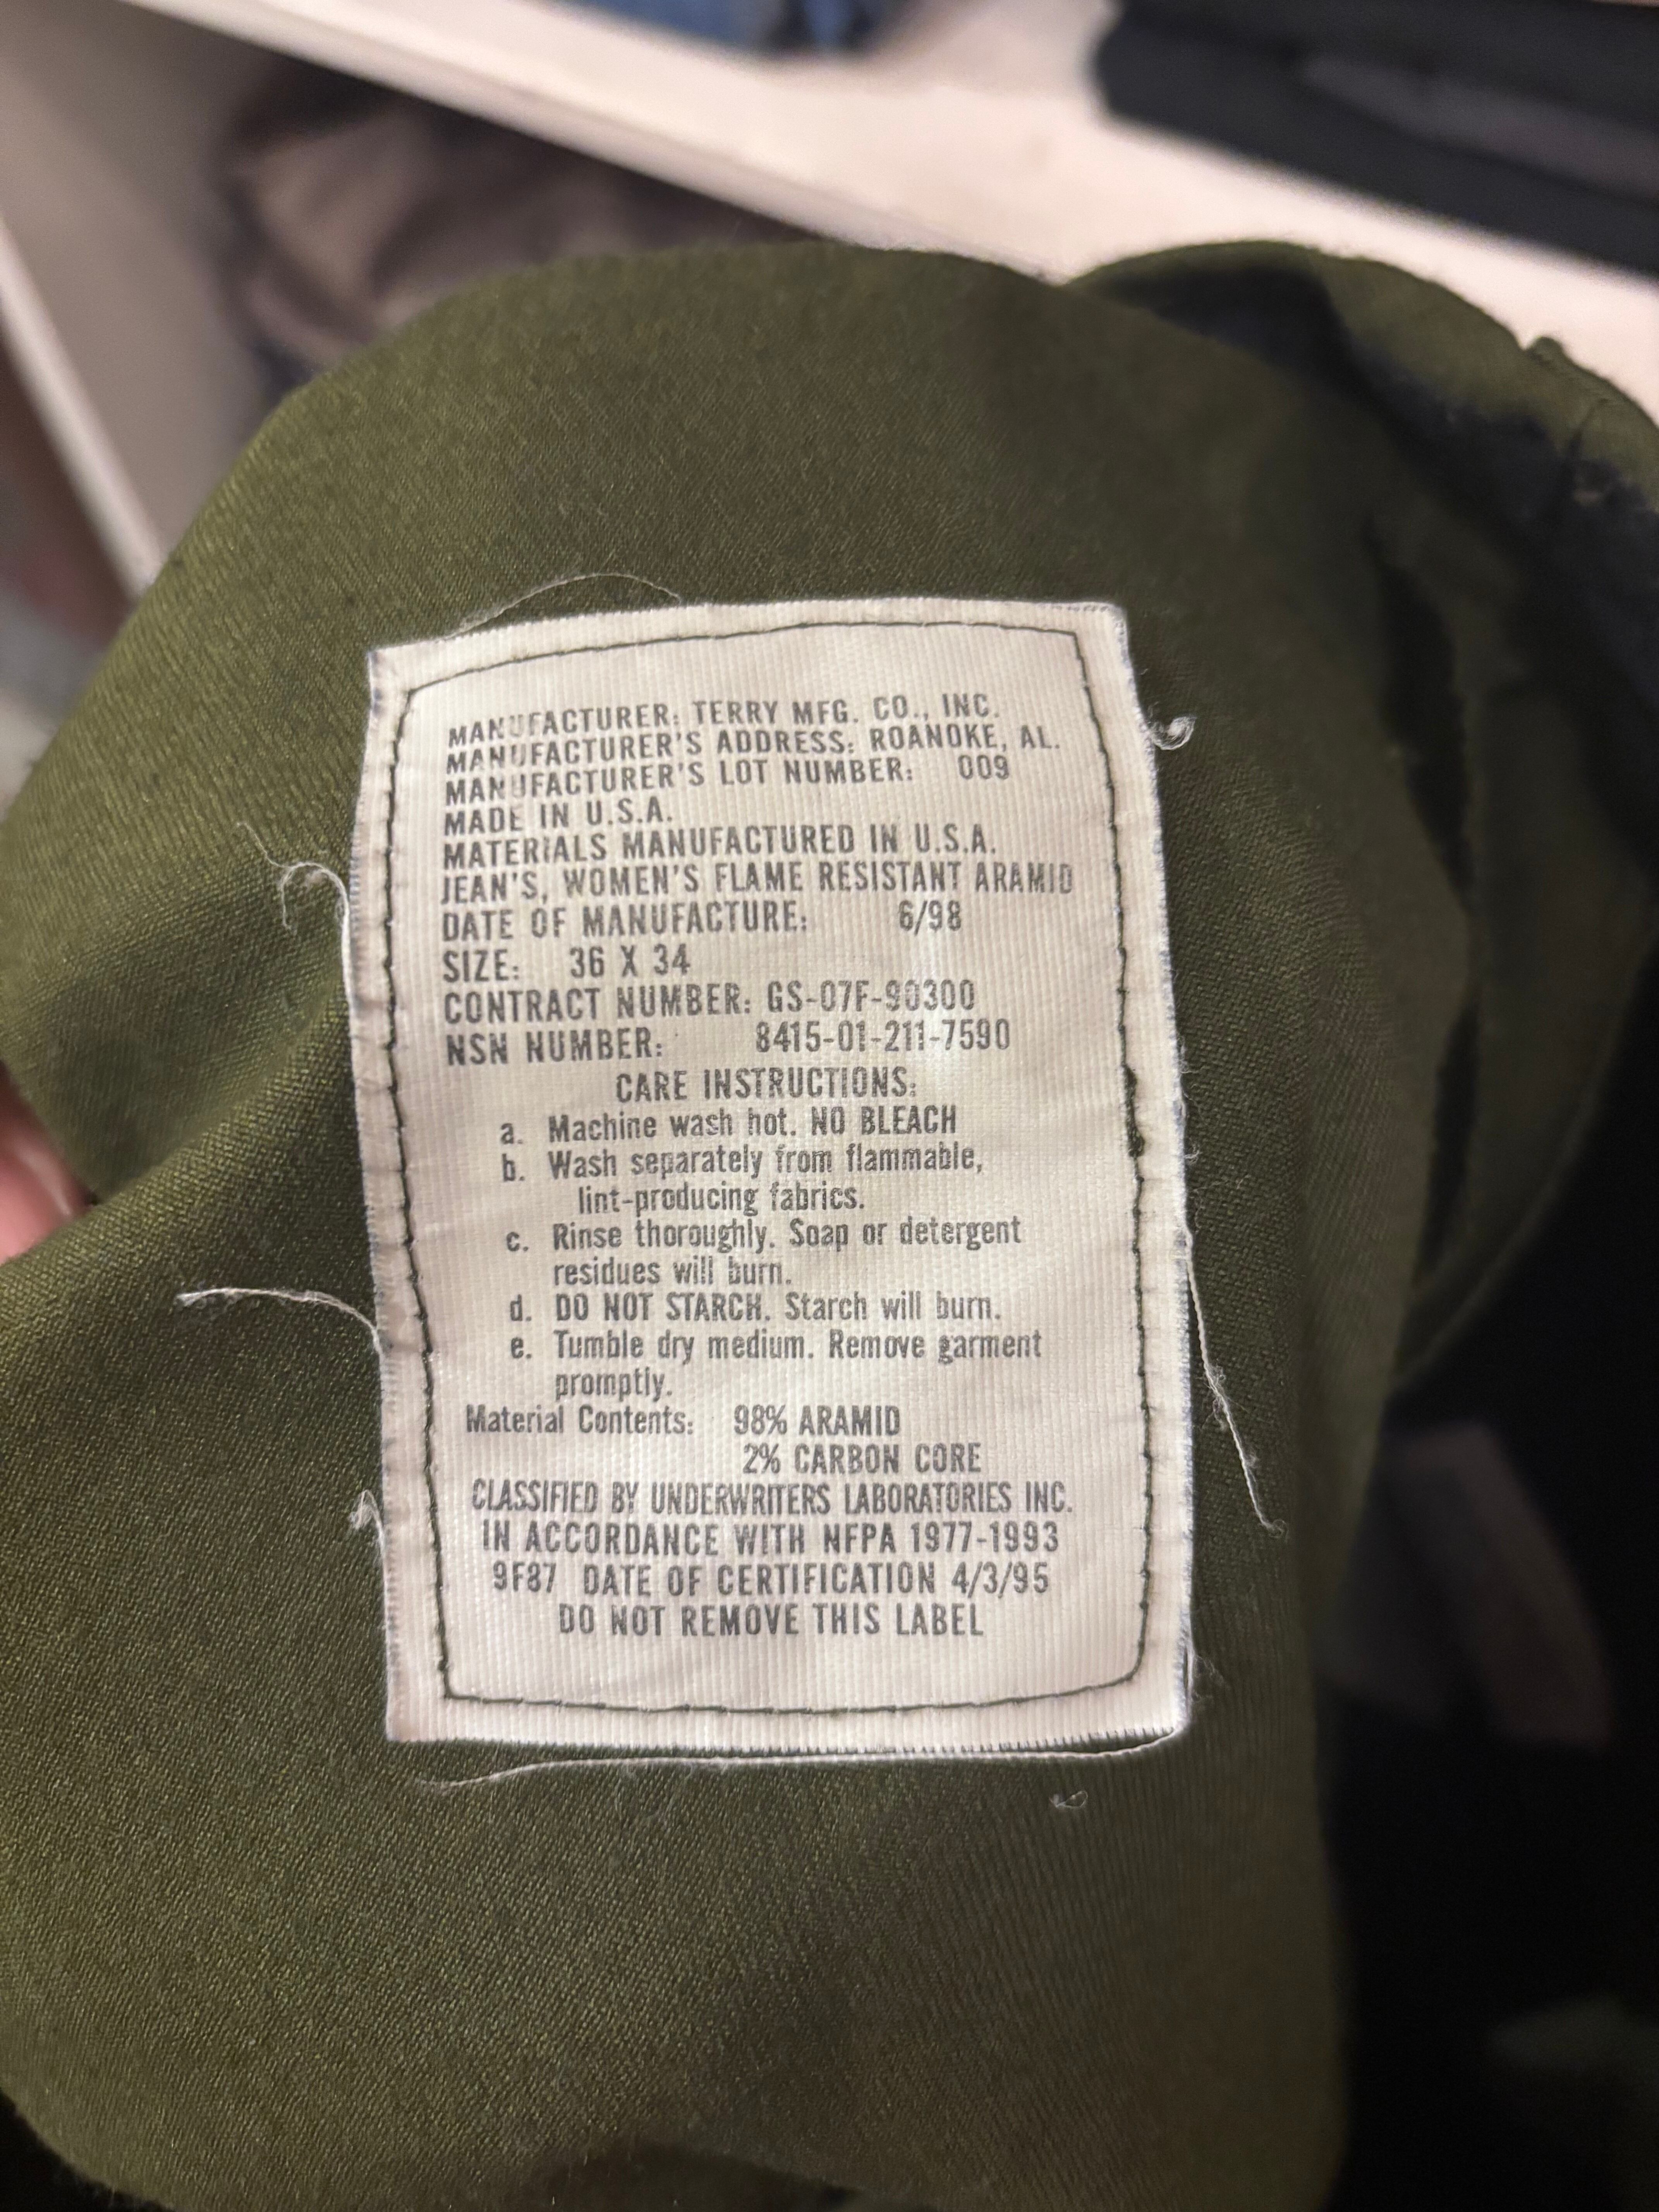 MANUFACTURER: TERRY MFG. CO., INC.
MANUFACTURER'S ADDRESS: ROANOKE, AL.
MANUFACTURER'S LOT NUMBER: 009
MADE IN U.S.A.
MATERIALS MANUFACTURED IN U.S.A.
JEAN'S, WOMEN'S FLAME RESISTANT ARAMID
DATE OF MANUFACTURE: 6/98
SIZE: 36 X 34
CONTRACT NUMBER: GS-07F-90300
NSN NUMBER: 8415-01-211-7590
CARE INSTRUCTIONS:
a. Machine wash hot. NO BLEACH
b. Wash separately from flammable,
lint-producing fabrics.
c. Rinse thoroughly. Soap or detergent
residues will burn.
d. DO NOT STARCH. Starch will burn.
e. Tumble dry medium. Remove garment
promptly.
Material Contents: 98% ARAMID
2% CARBON CORE
CLASSIFIED BY UNDERWRITERS LABORATORIES INC.
IN ACCORDANCE WITH NFPA 1977-1993
9F87 DATE OF CERTIFICATION 4/3/95
DO NOT REMOVE THIS LABEL